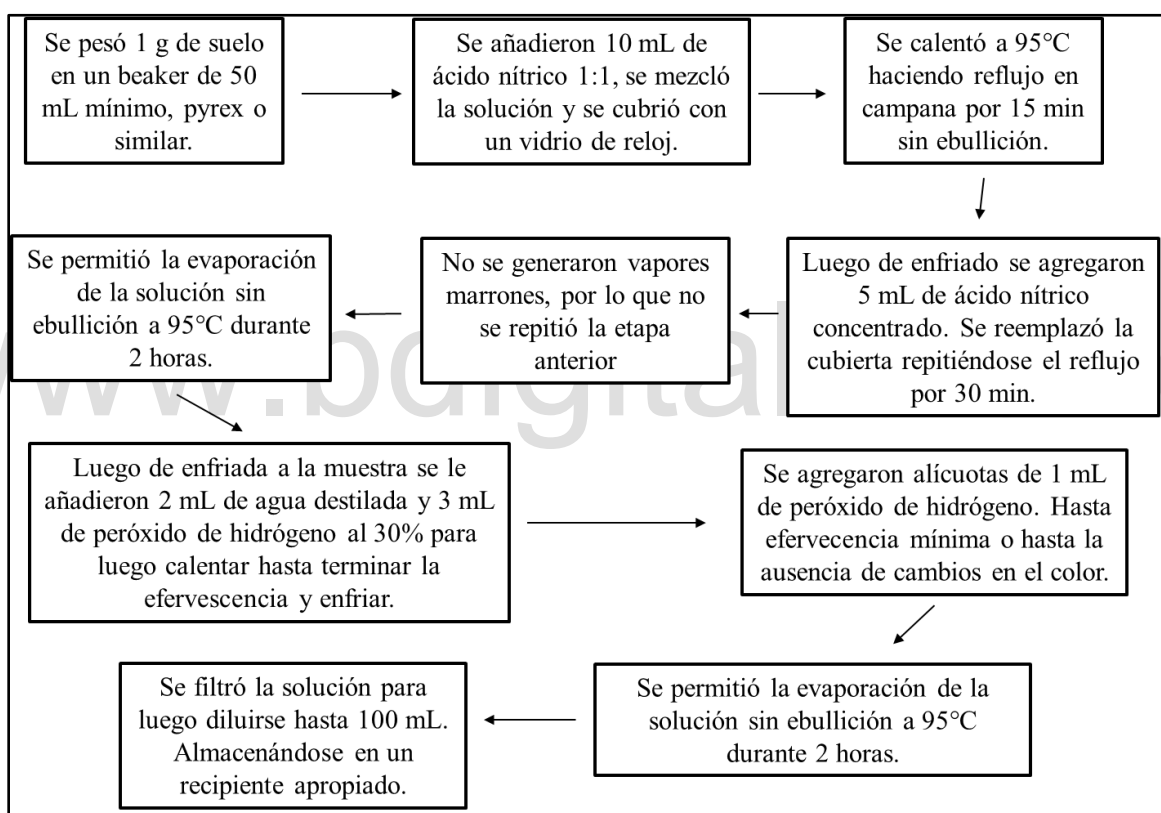 Se pesó 1 g de suelo
en un beaker de 50
mL mínimo, pyrex o
similar.
Se añadieron 10 mL de
ácido nítrico 1:1, se mezcló
la solución y se cubrió con
un vidrio de reloj.
Se calentó a 95°C
haciendo reflujo en
campana por 15 min
sin ebullición.
Luego de enfriado se agregaron
5 mL de ácido nítrico
concentrado. Se reemplazó la
cubierta repitiéndose el reflujo
por 30 min.
No se generaron vapores
marrones, por lo que no
se repitió la etapa
anterior
Se permitió la evaporación
de la solución sin
ebullición a 95°C durante
2 horas.
Luego de enfriada a la muestra se le
añadieron 2 mL de agua destilada y 3 mL
de peróxido de hidrógeno al 30% para
luego calentar hasta terminar la
efervescencia y enfriar.
Se agregaron alícuotas de 1 mL
de peróxido de hidrógeno. Hasta
efervecencia mínima o hasta la
ausencia de cambios en el color.
Se permitió la evaporación de la
solución sin ebullición a 95°C
durante 2 horas.
Se filtró la solución para
luego diluirse hasta 100 mL.
Almacenándose en un
recipiente apropiado.
www.bdigital